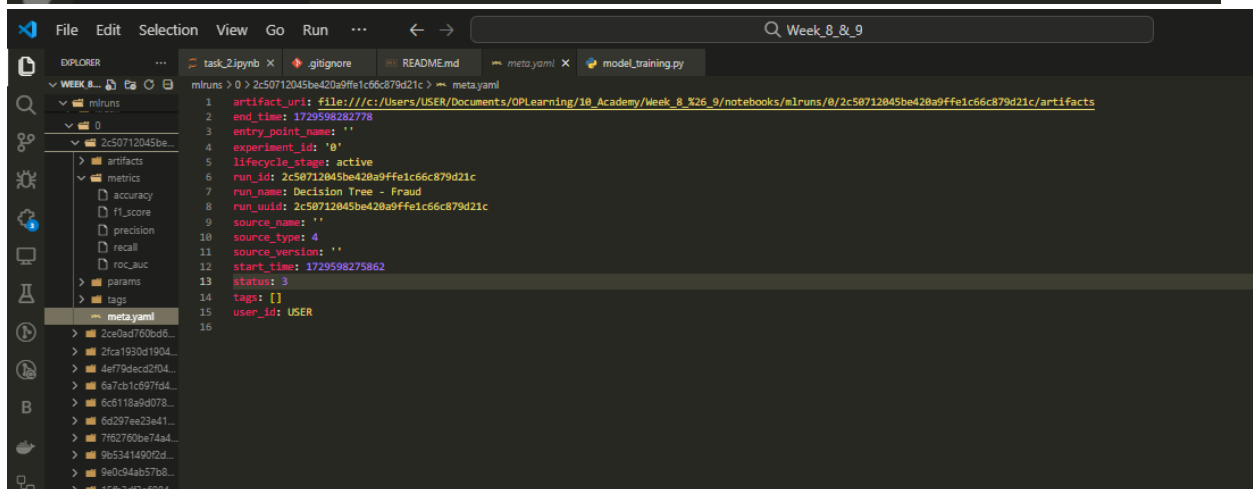 File Edit Selection View Go Run ··· ← → Week_8_&_9
EXPLORER ··· task_2.ipynb × .gitignore README.md meta.yaml × model_training.py
WEEK_8... mlruns > 0 > 2c50712045be420a9ffe1c66c879d21c > meta.yaml
mlruns
0
2c50712045be...
artifacts
metrics
accuracy
f1_score
precision
recall
roc_auc
params
tags
meta.yaml
2ce0ad760bd6...
2fca1930d1904...
4ef79decd2f04...
6a7cb1c697fd4...
6c6118a9d078...
6d297ee23e41...
7f62760be74a4...
9b5341490f2d...
9e0c94ab57b8...
1 artifact_uri: file:///c:/Users/USER/Documents/OPLearning/10_Academy/Week_8_%26_9/notebooks/mlruns/0/2c50712045be420a9ffe1c66c879d21c/artifacts
2 end_time: 1729598282778
3 entry_point_name: ''
4 experiment_id: '0'
5 lifecycle_stage: active
6 run_id: 2c50712045be420a9ffe1c66c879d21c
7 run_name: Decision Tree - Fraud
8 run_uuid: 2c50712045be420a9ffe1c66c879d21c
9 source_name: ''
10 source_type: 4
11 source_version: ''
12 start_time: 1729598275862
13 status: 3
14 tags: []
15 user_id: USER
16
3
B